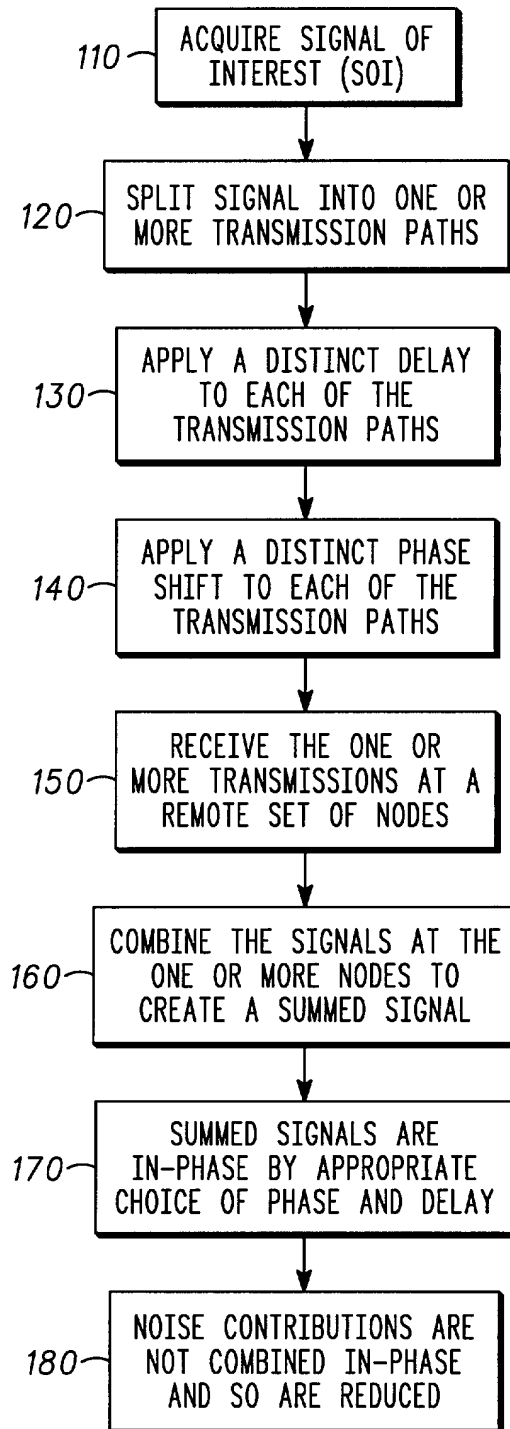 110
ACQUIRE SIGNAL OF
INTEREST (SOI)
120
SPLIT SIGNAL INTO ONE OR
MORE TRANSMISSION PATHS
130
APPLY A DISTINCT DELAY
TO EACH OF THE
TRANSMISSION PATHS
140
APPLY A DISTINCT PHASE
SHIFT TO EACH OF THE
TRANSMISSION PATHS
150
RECEIVE THE ONE OR
MORE TRANSMISSIONS AT A
REMOTE SET OF NODES
160
COMBINE THE SIGNALS AT THE
ONE OR MORE NODES TO
CREATE A SUMMED SIGNAL
170
SUMMED SIGNALS ARE
IN-PHASE BY APPROPRIATE
CHOICE OF PHASE AND DELAY
180
NOISE CONTRIBUTIONS ARE
NOT COMBINED IN-PHASE
AND SO ARE REDUCED